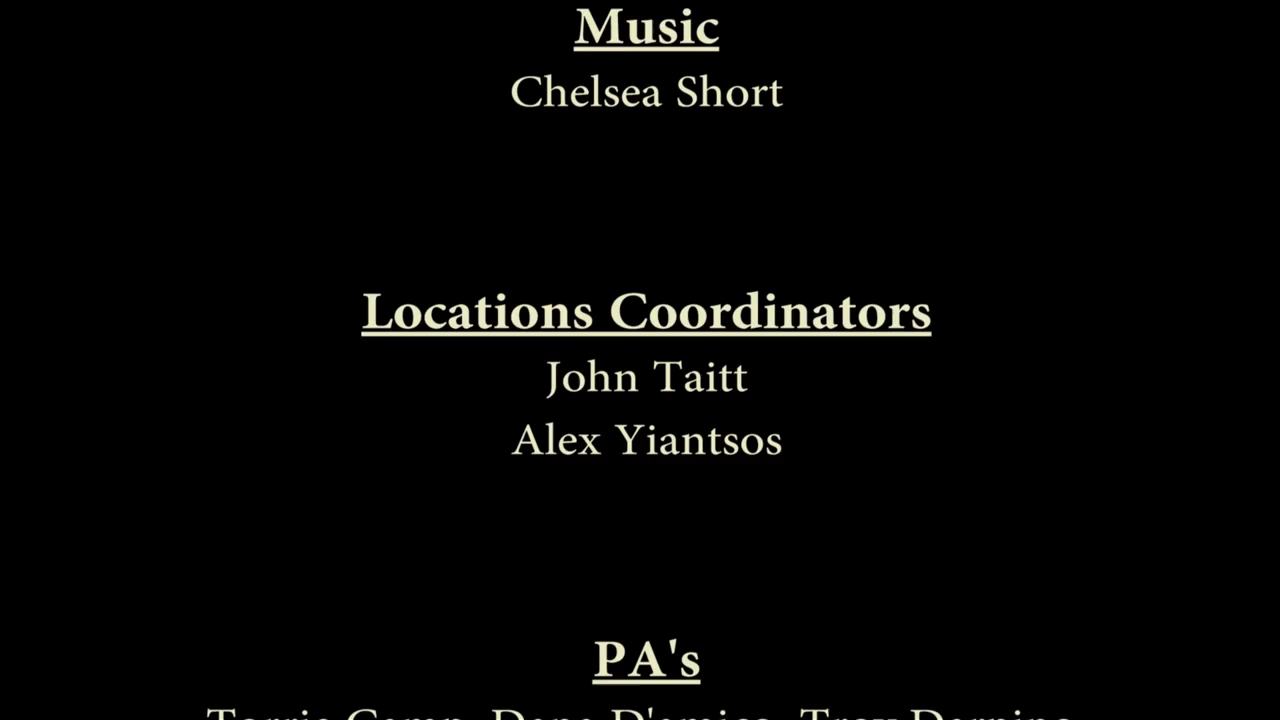 Music
Chelsea Short
Locations Coordinators
John Taitt
Alex Yiantsos
PA's